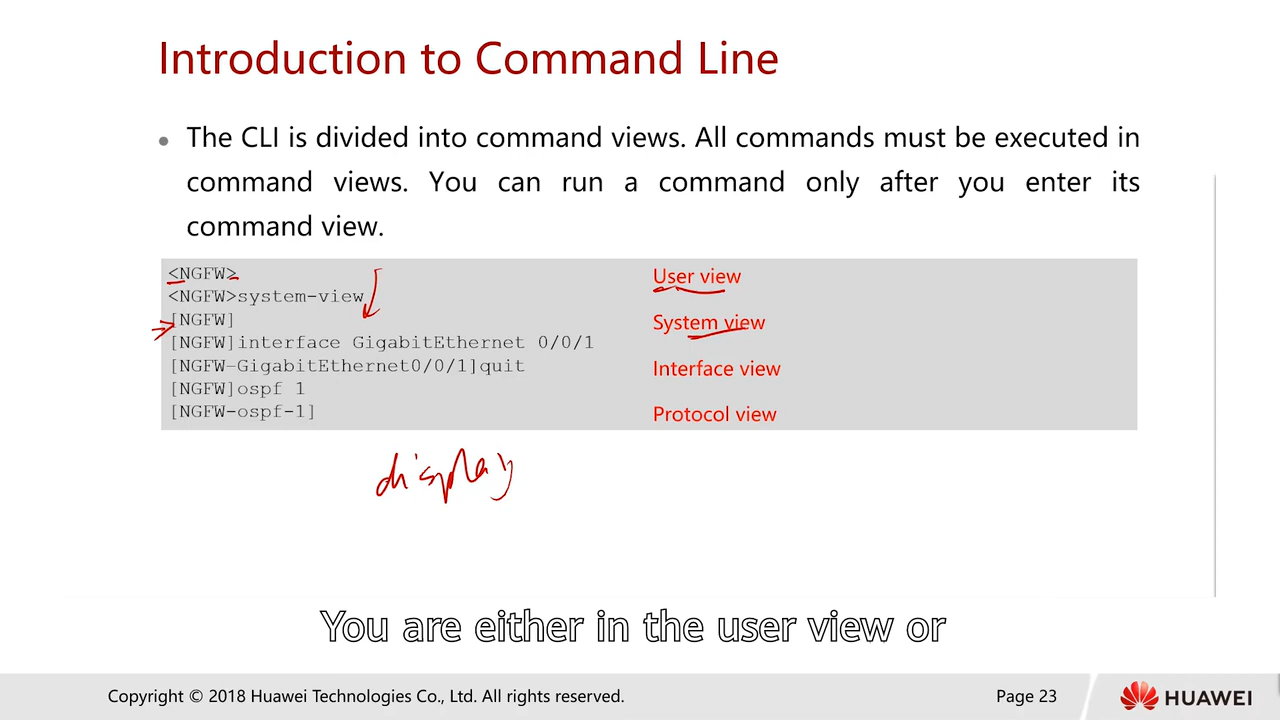 Introduction to Command Line
The CLI is divided into command views. All commands must be executed in
command views. You can run a command only after you enter its
command view.
<NGFW> User view
<NGFW>system-view
[NGFW] System view
[NGFW]interface GigabitEthernet 0/0/1
[NGFW-GigabitEthernet0/0/1]quit Interface view
[NGFW]ospf 1
[NGFW-ospf-1] Protocol view
display
You are either in the user view or
Copyright © 2018 Huawei Technologies Co., Ltd. All rights reserved. Page 23 HUAWEI